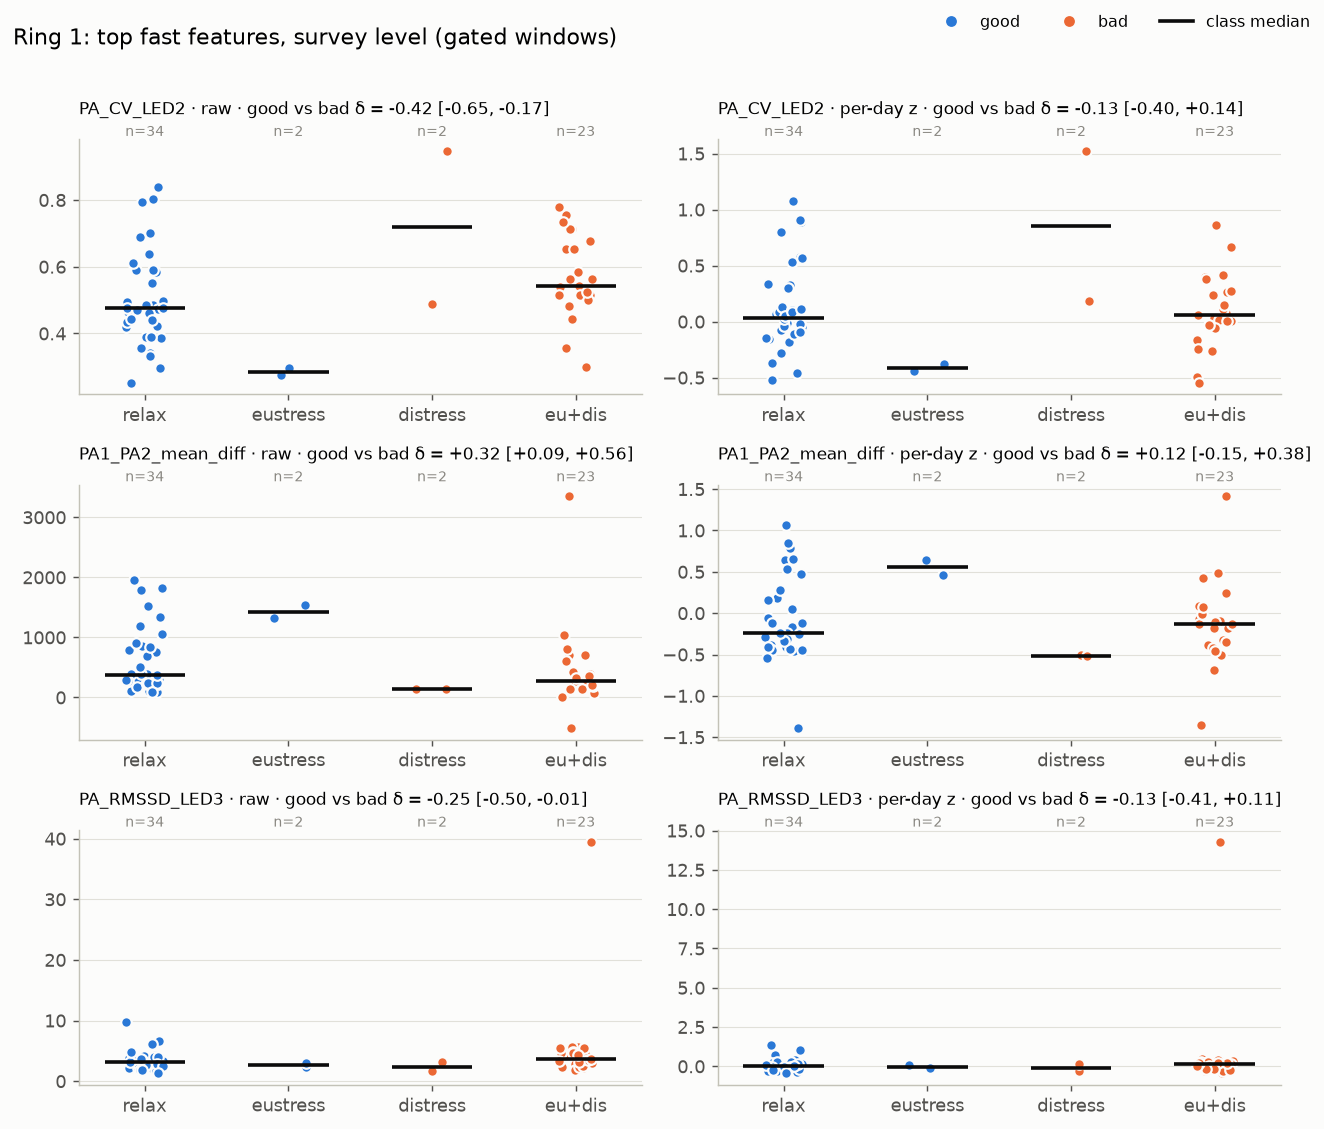 good bad class median
Ring 1: top fast features, survey level (gated windows)
PA_CV_LED2 · raw · good vs bad δ = -0.42 [-0.65, -0.17]
n=34 n=2 n=2 n=23
0.8
0.6
0.4
relax eustress distress eu+dis
PA_CV_LED2 · per-day z · good vs bad δ = -0.13 [-0.40, +0.14]
n=34 n=2 n=2 n=23
1.5
1.0
0.5
0.0
−0.5
relax eustress distress eu+dis
PA1_PA2_mean_diff · raw · good vs bad δ = +0.32 [+0.09, +0.56]
n=34 n=2 n=2 n=23
3000
2000
1000
0
relax eustress distress eu+dis
PA1_PA2_mean_diff · per-day z · good vs bad δ = +0.12 [-0.15, +0.38]
n=34 n=2 n=2 n=23
1.5
1.0
0.5
0.0
−0.5
−1.0
−1.5
relax eustress distress eu+dis
PA_RMSSD_LED3 · raw · good vs bad δ = -0.25 [-0.50, -0.01]
n=34 n=2 n=2 n=23
40
30
20
10
0
relax eustress distress eu+dis
PA_RMSSD_LED3 · per-day z · good vs bad δ = -0.13 [-0.41, +0.11]
n=34 n=2 n=2 n=23
15.0
12.5
10.0
7.5
5.0
2.5
0.0
relax eustress distress eu+dis